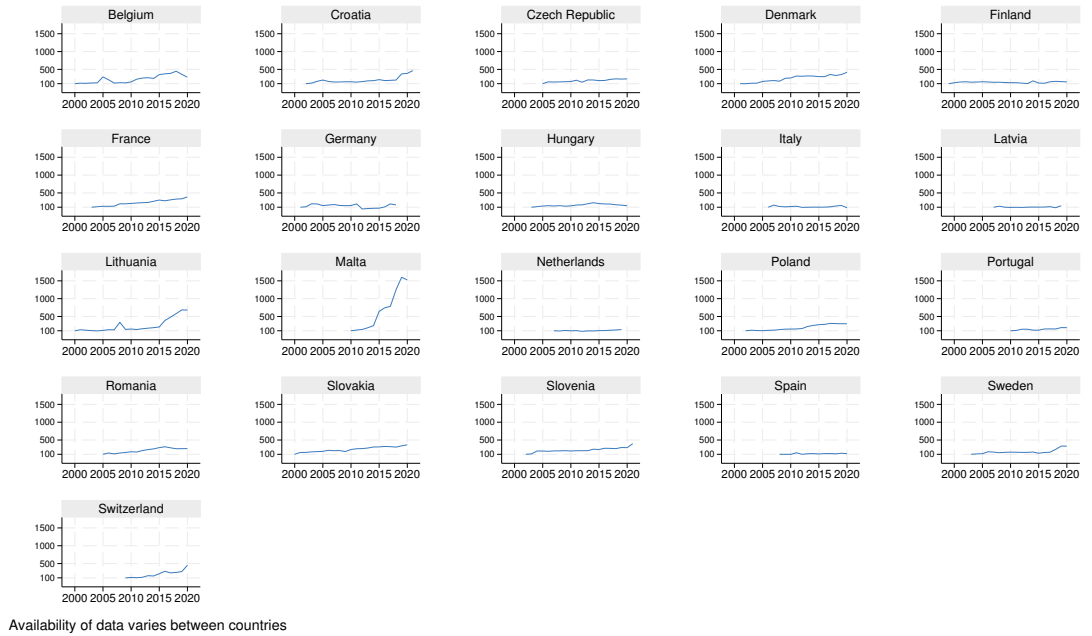 Belgium Croatia Czech Republic Denmark Finland
1500 1500 1500 1500 1500
1000 1000 1000 1000 1000
500 500 500 500 500
100 100 100 100 100
2000 2005 2010 2015 2020 2000 2005 2010 2015 2020 2000 2005 2010 2015 2020 2000 2005 2010 2015 2020 2000 2005 2010 2015 2020
France Germany Hungary Italy Latvia
1500 1500 1500 1500 1500
1000 1000 1000 1000 1000
500 500 500 500 500
100 100 100 100 100
2000 2005 2010 2015 2020 2000 2005 2010 2015 2020 2000 2005 2010 2015 2020 2000 2005 2010 2015 2020 2000 2005 2010 2015 2020
Lithuania Malta Netherlands Poland Portugal
1500 1500 1500 1500 1500
1000 1000 1000 1000 1000
500 500 500 500 500
100 100 100 100 100
2000 2005 2010 2015 2020 2000 2005 2010 2015 2020 2000 2005 2010 2015 2020 2000 2005 2010 2015 2020 2000 2005 2010 2015 2020
Romania Slovakia Slovenia Spain Sweden
1500 1500 1500 1500 1500
1000 1000 1000 1000 1000
500 500 500 500 500
100 100 100 100 100
2000 2005 2010 2015 2020 2000 2005 2010 2015 2020 2000 2005 2010 2015 2020 2000 2005 2010 2015 2020 2000 2005 2010 2015 2020
Switzerland
1500
1000
500
100
2000 2005 2010 2015 2020
Availability of data varies between countries